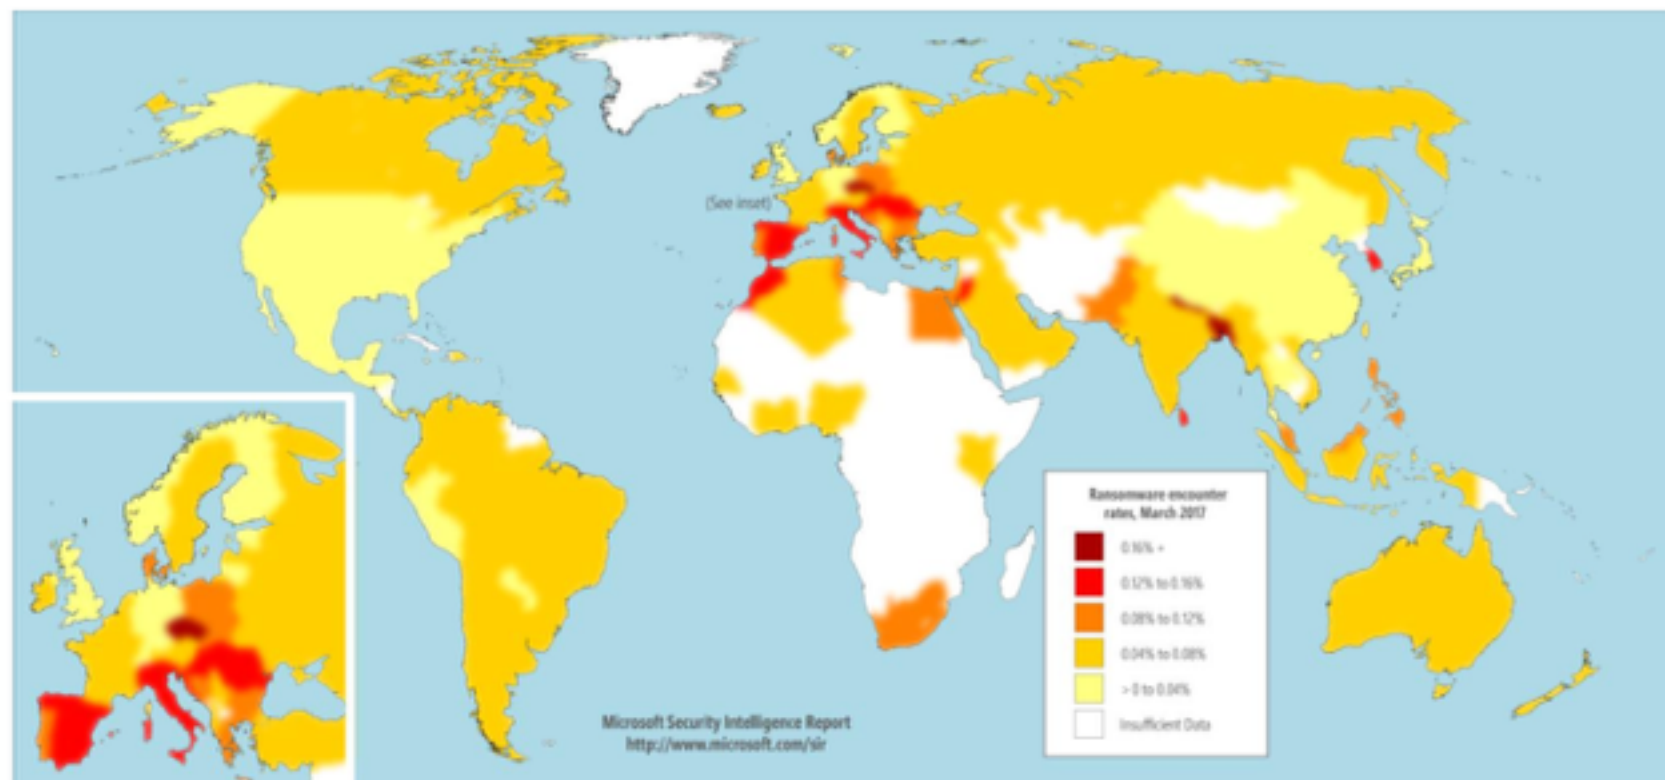 (See inset)
Ransomware encounter
rates, March 2017
0.16% +
0.12% to 0.16%
0.08% to 0.12%
0.04% to 0.08%
> 0 to 0.04%
Insufficient Data
Microsoft Security Intelligence Report
http://www.microsoft.com/sir